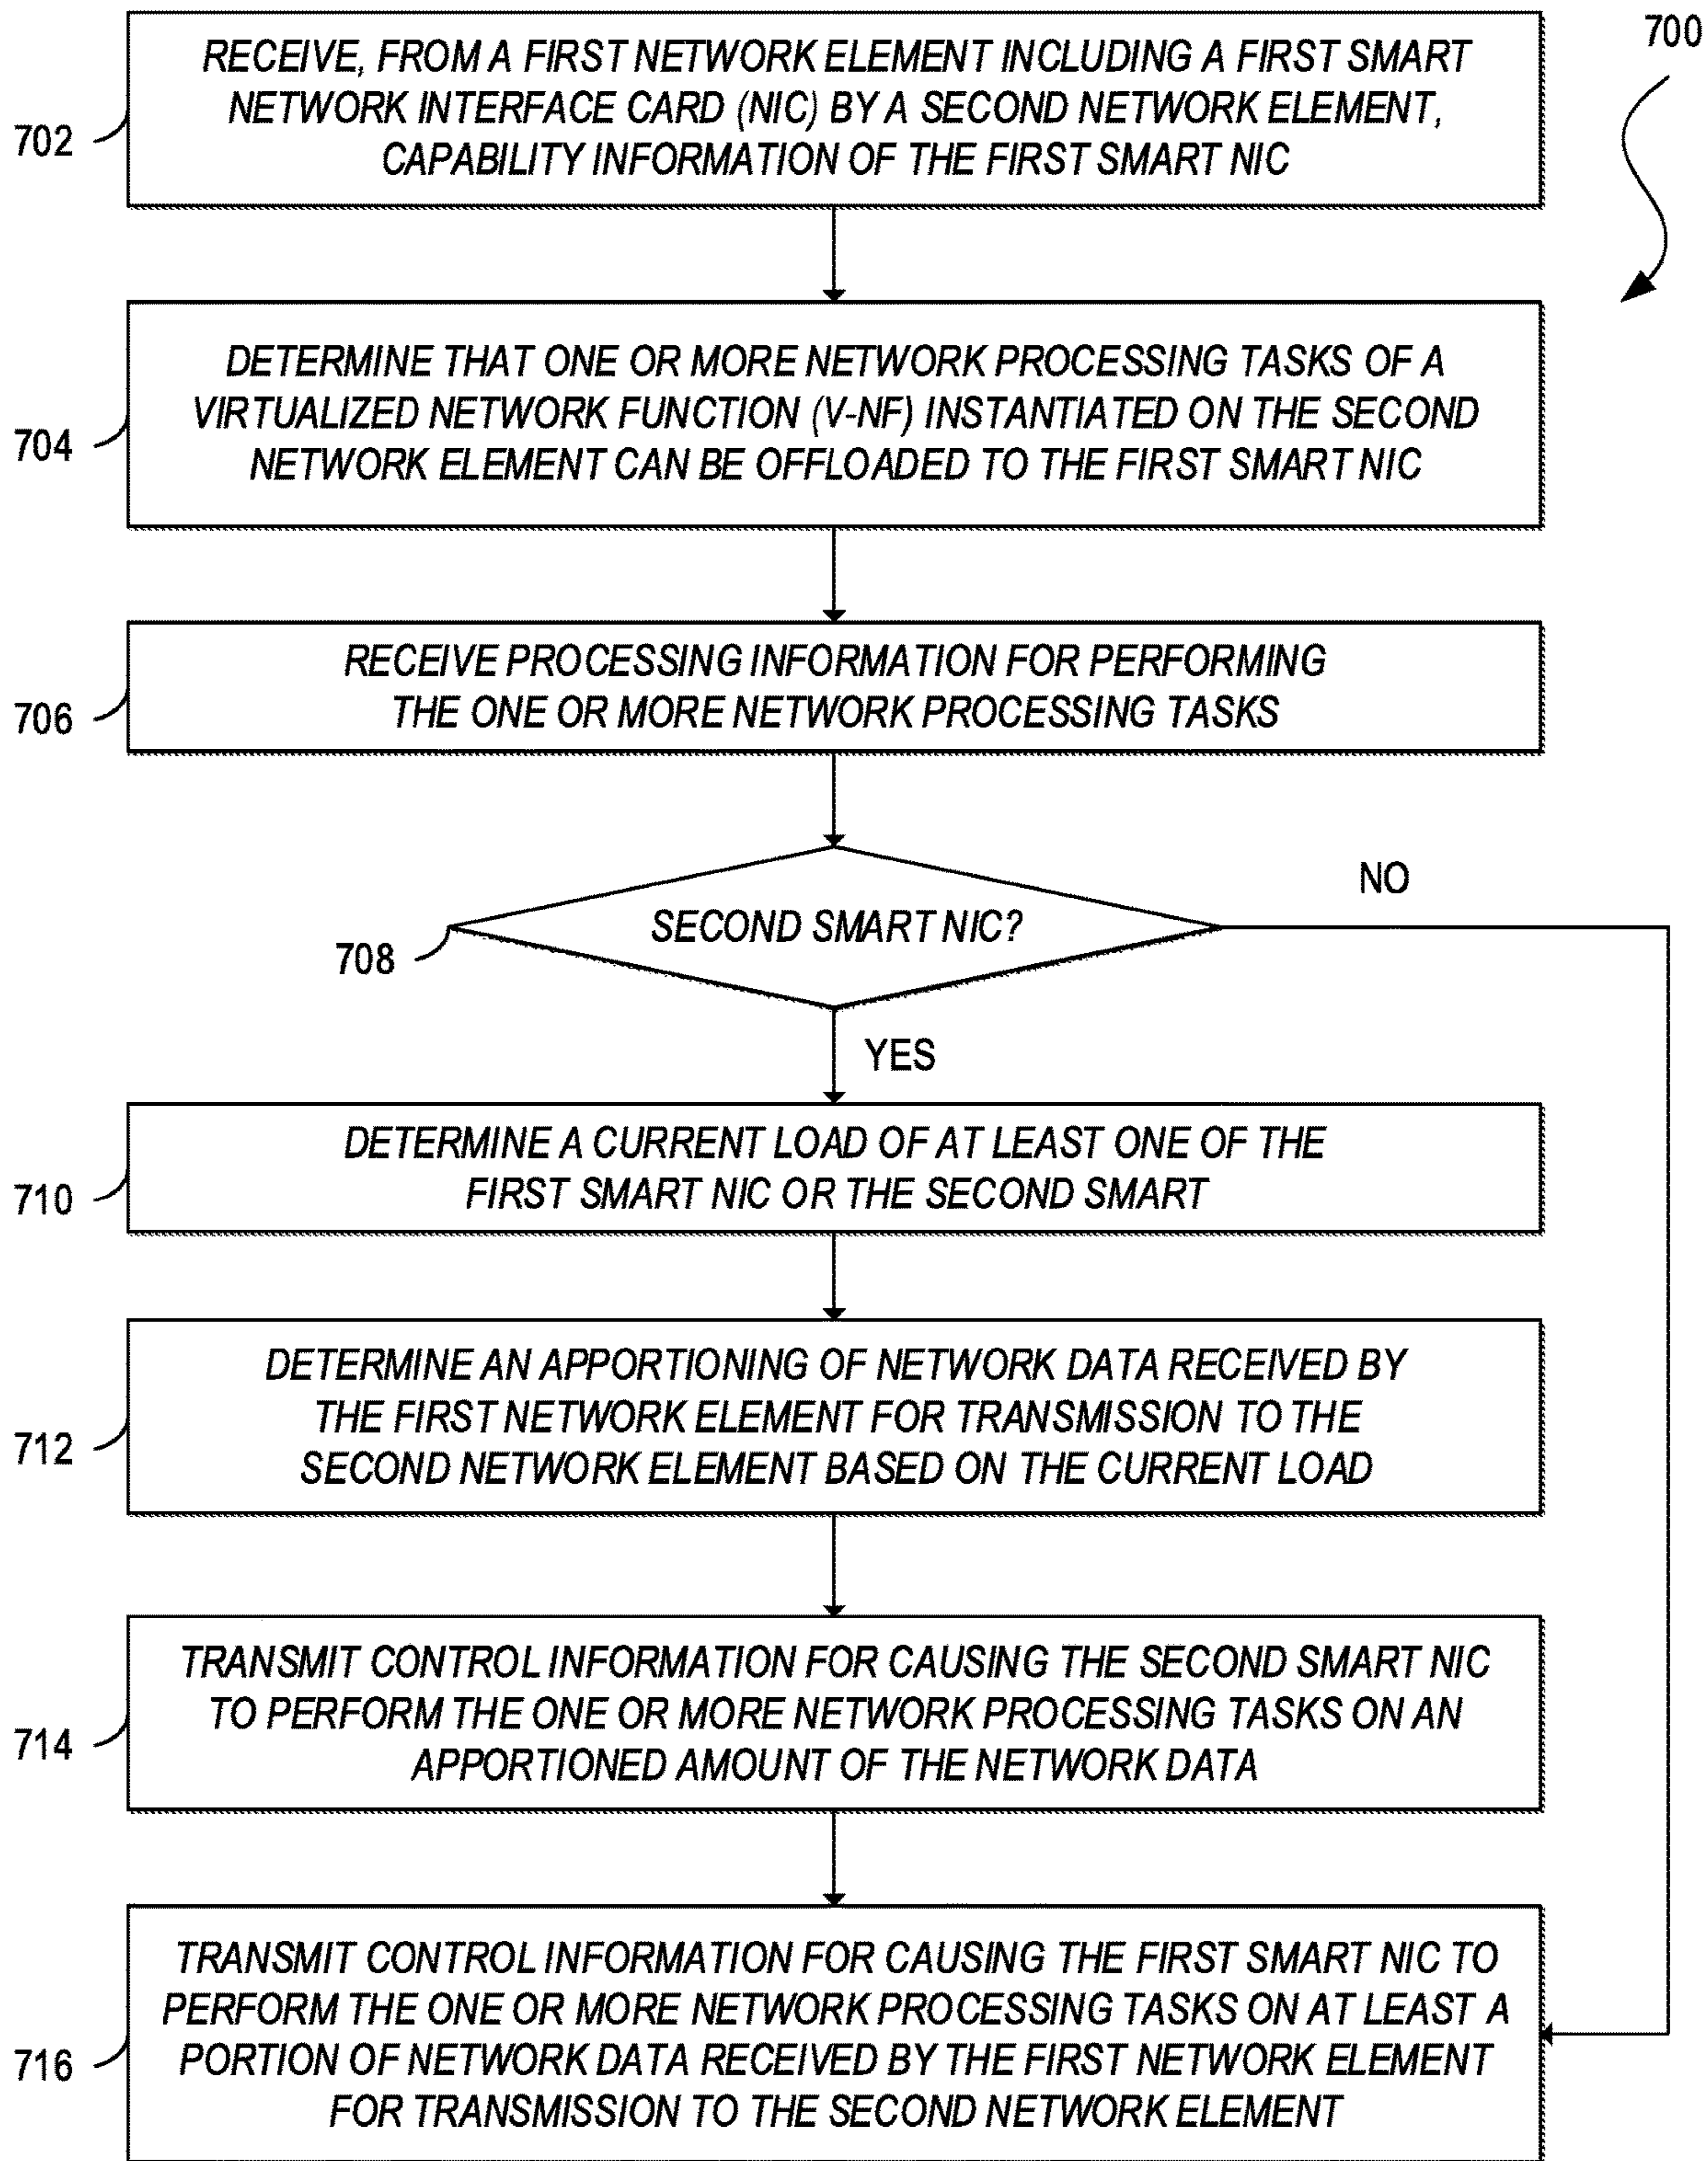 700
RECEIVE, FROM A FIRST NETWORK ELEMENT INCLUDING A FIRST SMART
NETWORK INTERFACE CARD (NIC) BY A SECOND NETWORK ELEMENT,
CAPABILITY INFORMATION OF THE FIRST SMART NIC
702
DETERMINE THAT ONE OR MORE NETWORK PROCESSING TASKS OF A
VIRTUALIZED NETWORK FUNCTION (V-NF) INSTANTIATED ON THE SECOND
NETWORK ELEMENT CAN BE OFFLOADED TO THE FIRST SMART NIC
704
RECEIVE PROCESSING INFORMATION FOR PERFORMING
THE ONE OR MORE NETWORK PROCESSING TASKS
706
SECOND SMART NIC?
708
NO
YES
DETERMINE A CURRENT LOAD OF AT LEAST ONE OF THE
FIRST SMART NIC OR THE SECOND SMART
710
DETERMINE AN APPORTIONING OF NETWORK DATA RECEIVED BY
THE FIRST NETWORK ELEMENT FOR TRANSMISSION TO THE
SECOND NETWORK ELEMENT BASED ON THE CURRENT LOAD
712
TRANSMIT CONTROL INFORMATION FOR CAUSING THE SECOND SMART NIC
TO PERFORM THE ONE OR MORE NETWORK PROCESSING TASKS ON AN
APPORTIONED AMOUNT OF THE NETWORK DATA
714
TRANSMIT CONTROL INFORMATION FOR CAUSING THE FIRST SMART NIC TO
PERFORM THE ONE OR MORE NETWORK PROCESSING TASKS ON AT LEAST A
PORTION OF NETWORK DATA RECEIVED BY THE FIRST NETWORK ELEMENT
FOR TRANSMISSION TO THE SECOND NETWORK ELEMENT
716